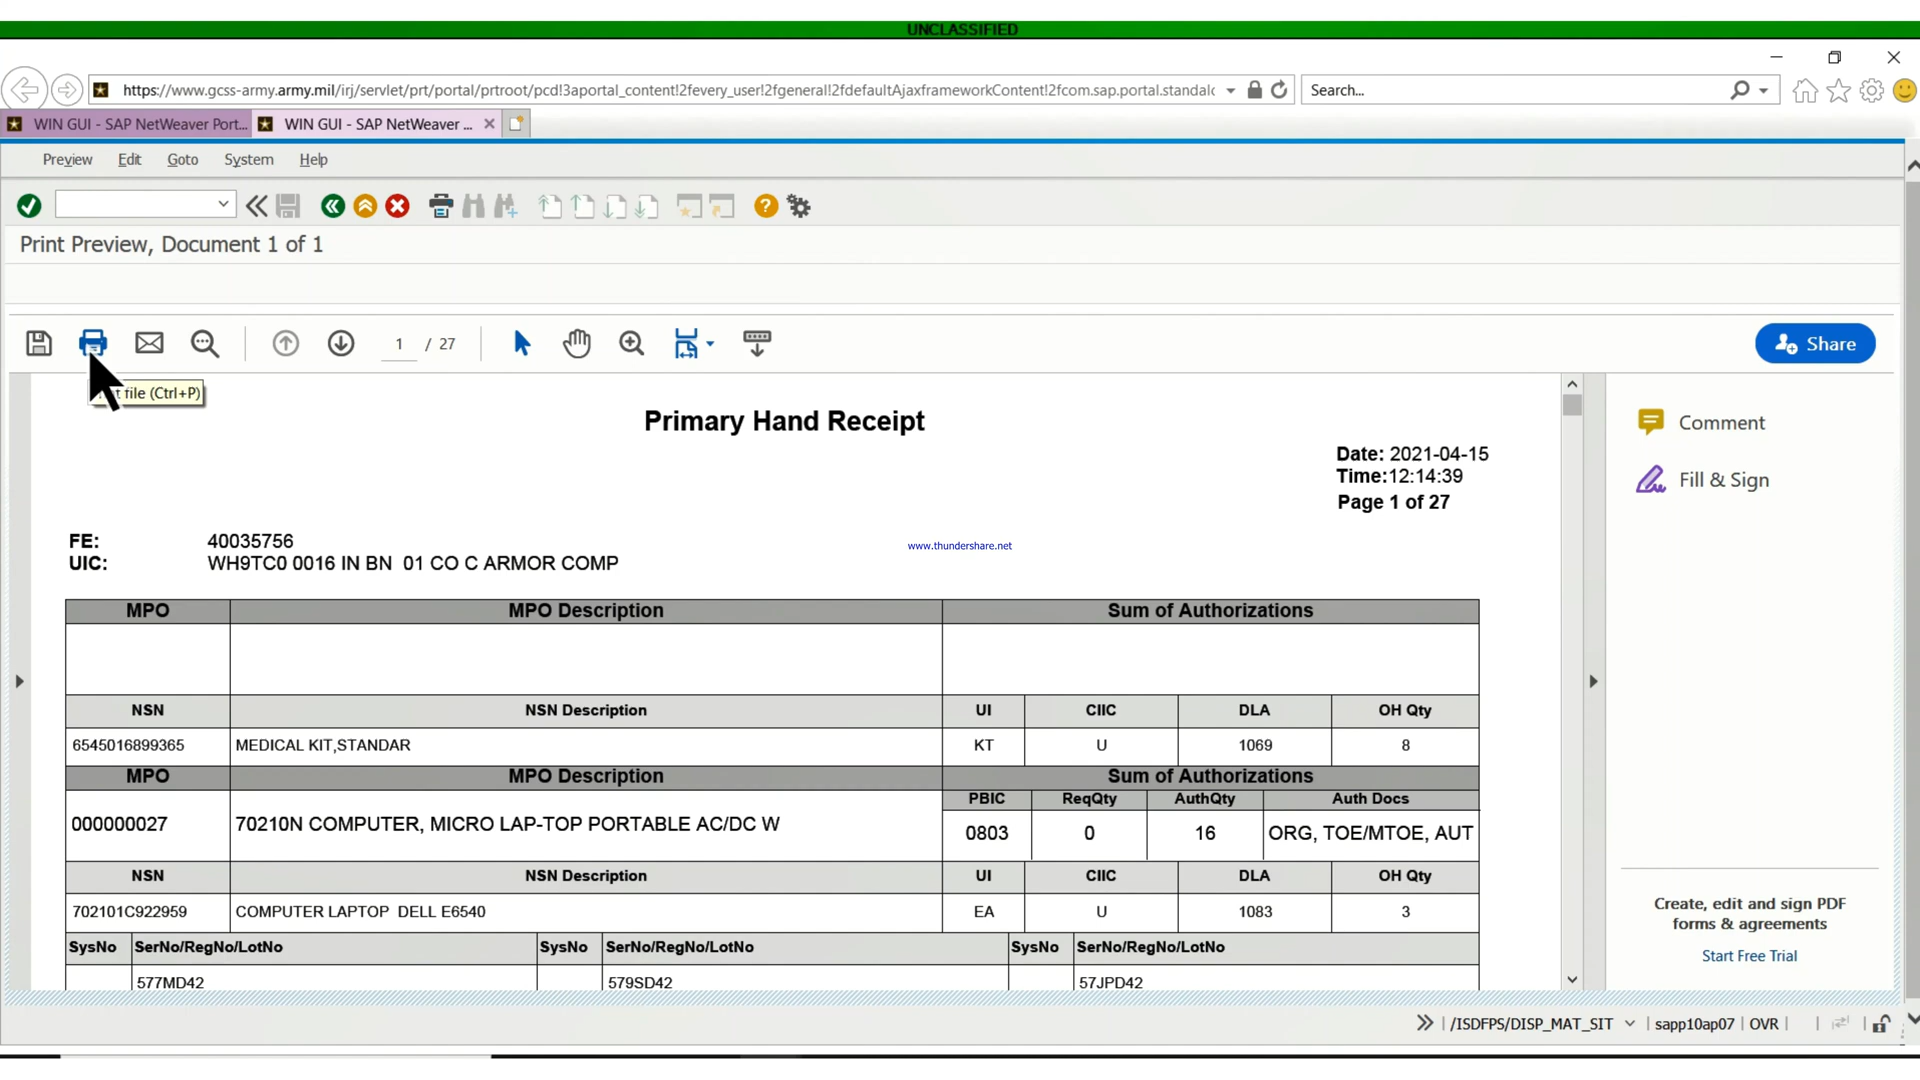 UNCLASSIFIED
https://www.gcss-army.army.mil/irj/servlet/prt/portal/prtroot/pcd!3aportal_content!2fevery_user!2fgeneral!2fdefaultAjaxframeworkContent!2fcom.sap.portal.standalo
Search...
WIN GUI - SAP NetWeaver Port...
WIN GUI - SAP NetWeaver ...
Preview Edit Goto System Help
Print Preview, Document 1 of 1
1 / 27
Share
file (Ctrl+P)
Primary Hand Receipt
Comment
Fill & Sign
Date: 2021-04-15
Time:12:14:39
Page 1 of 27
FE: 40035756
UIC: WH9TC0 0016 IN BN 01 CO C ARMOR COMP
www.thundershare.net
MPO MPO Description Sum of Authorizations
NSN NSN Description UI CIIC DLA OH Qty
6545016899365 MEDICAL KIT,STANDAR KT U 1069 8
MPO MPO Description Sum of Authorizations
PBIC ReqQty AuthQty Auth Docs
000000027 70210N COMPUTER, MICRO LAP-TOP PORTABLE AC/DC W 0803 0 16 ORG, TOE/MTOE, AUT
NSN NSN Description UI CIIC DLA OH Qty
702101C922959 COMPUTER LAPTOP DELL E6540 EA U 1083 3
SysNo SerNo/RegNo/LotNo SysNo SerNo/RegNo/LotNo SysNo SerNo/RegNo/LotNo
577MD42 579SD42 57JPD42
Create, edit and sign PDF
forms & agreements
Start Free Trial
/ISDFPS/DISP_MAT_SIT sapp10ap07 OVR